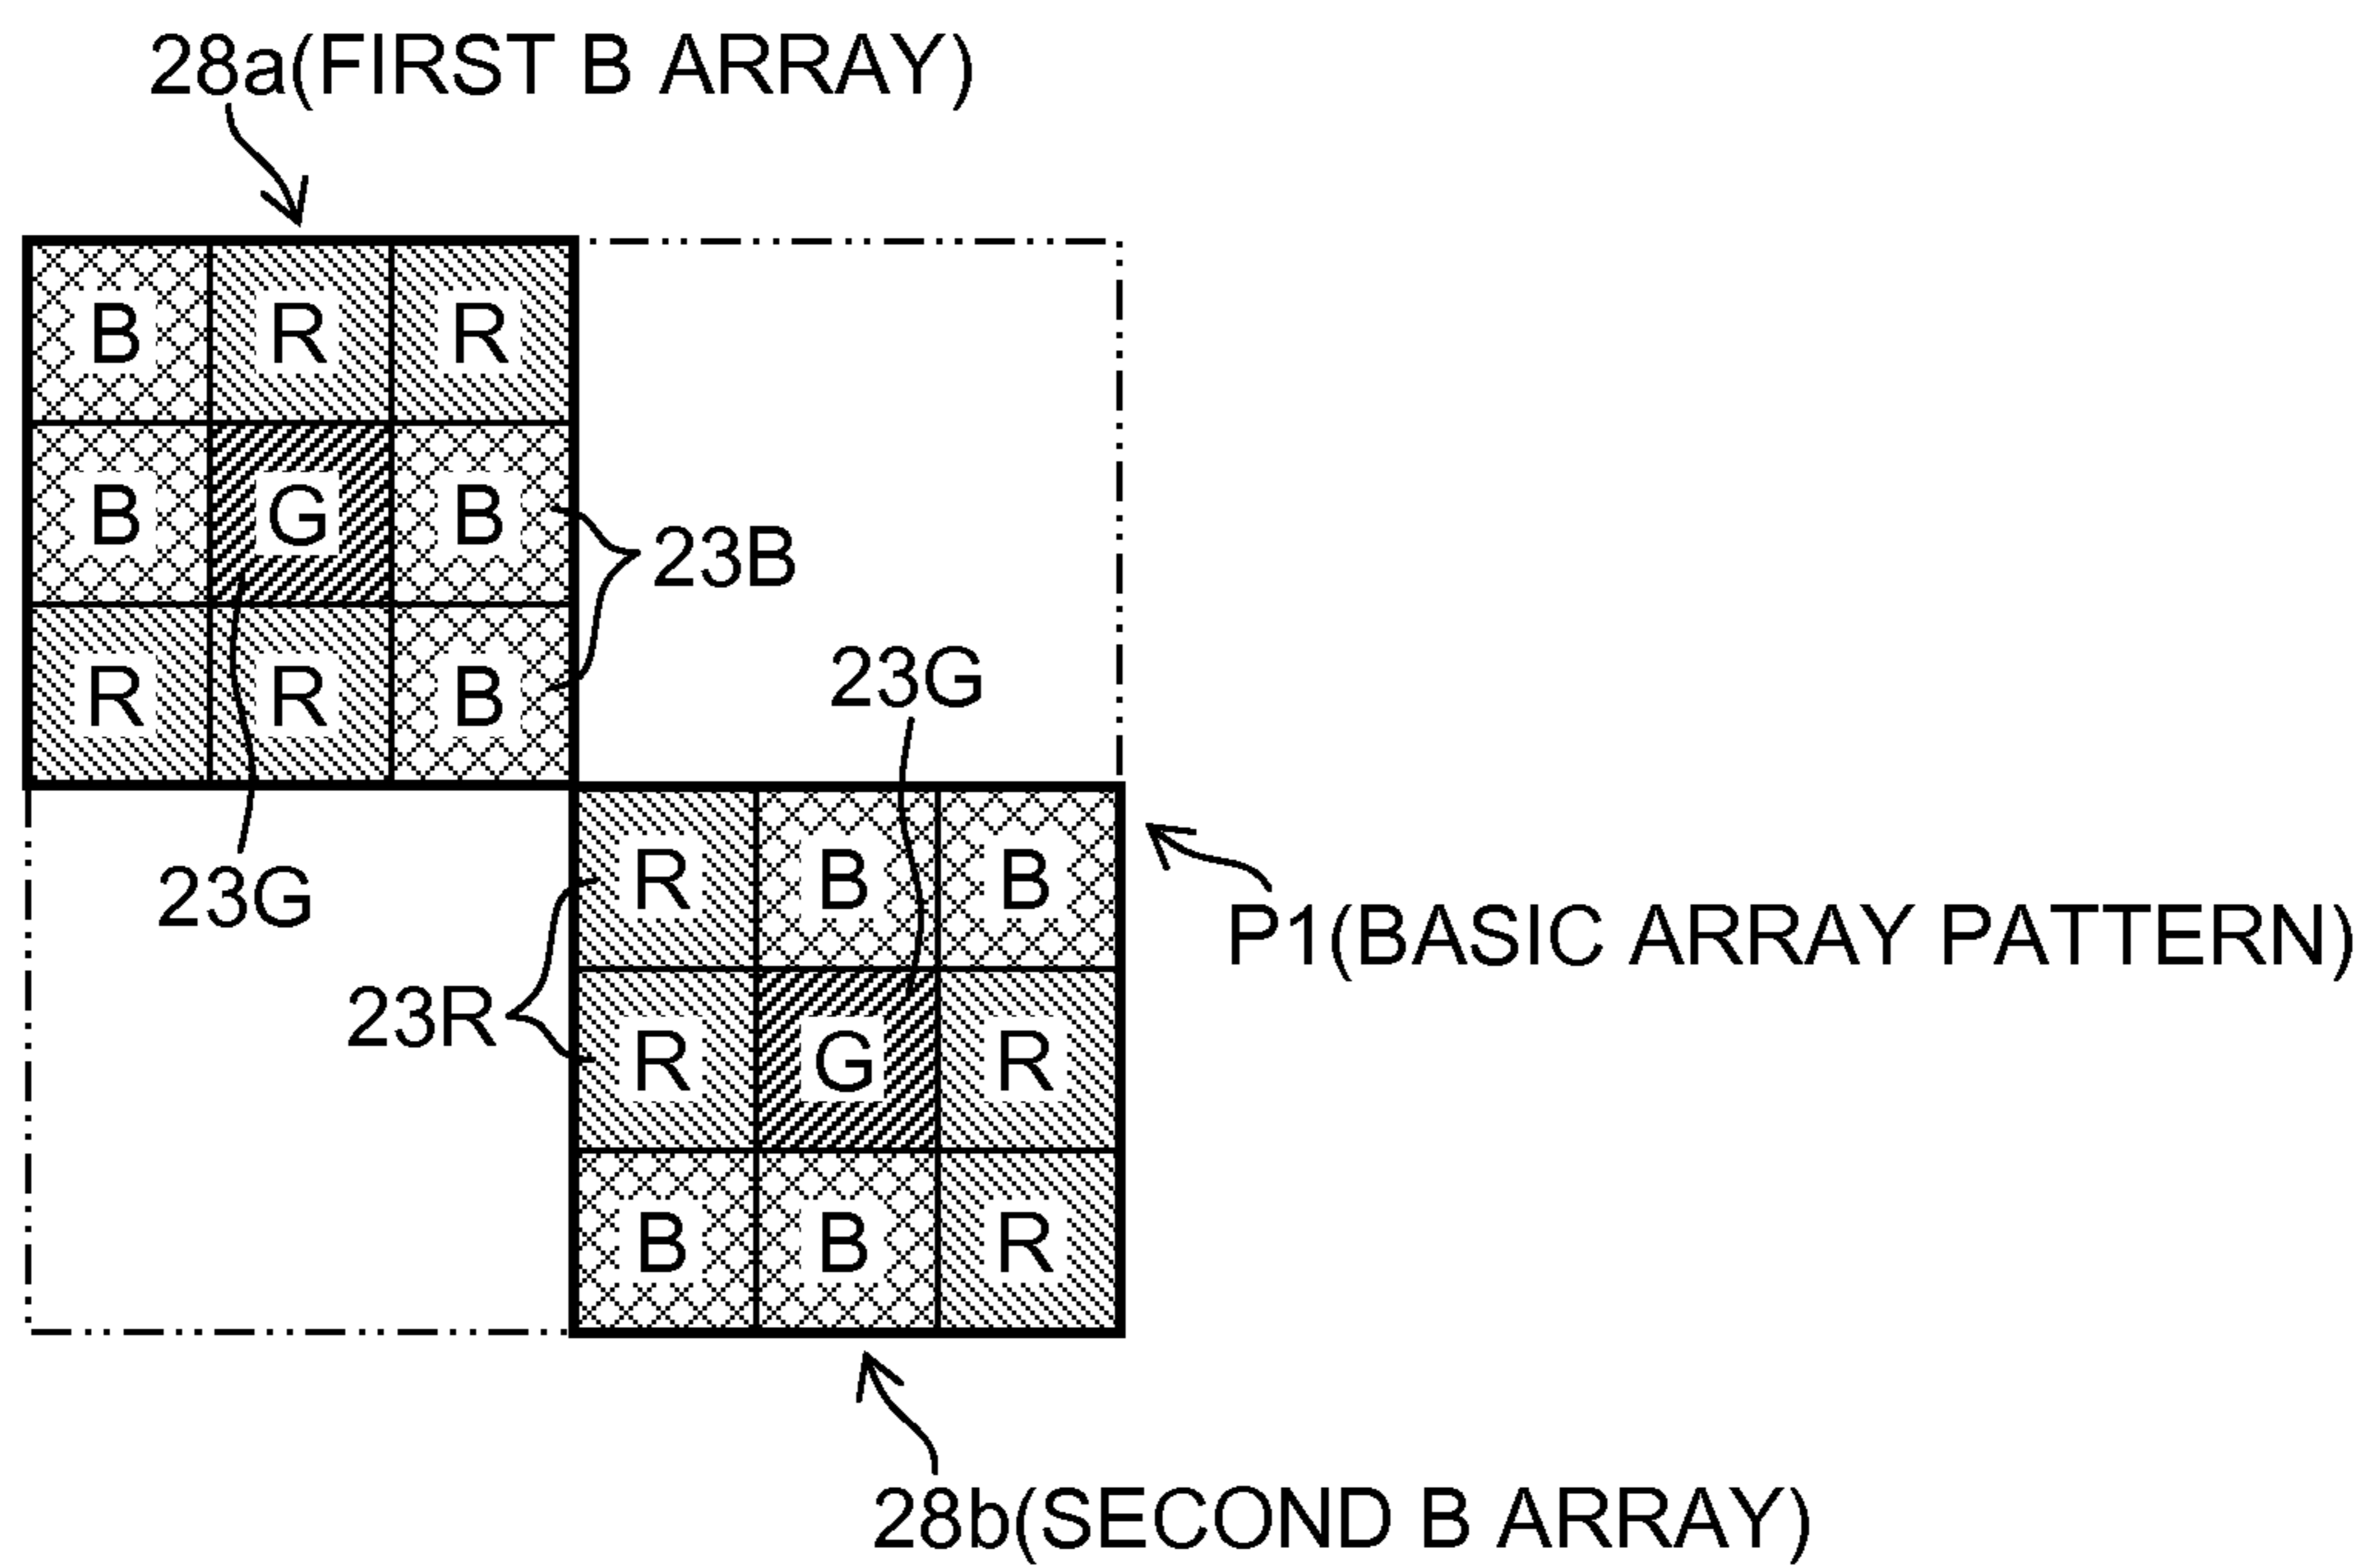 28a(FIRST B ARRAY)
B R R
B G B
23B
R R B
23G
23G
R B B
P1(BASIC ARRAY PATTERN)
23R
R G R
B B R
28b(SECOND B ARRAY)